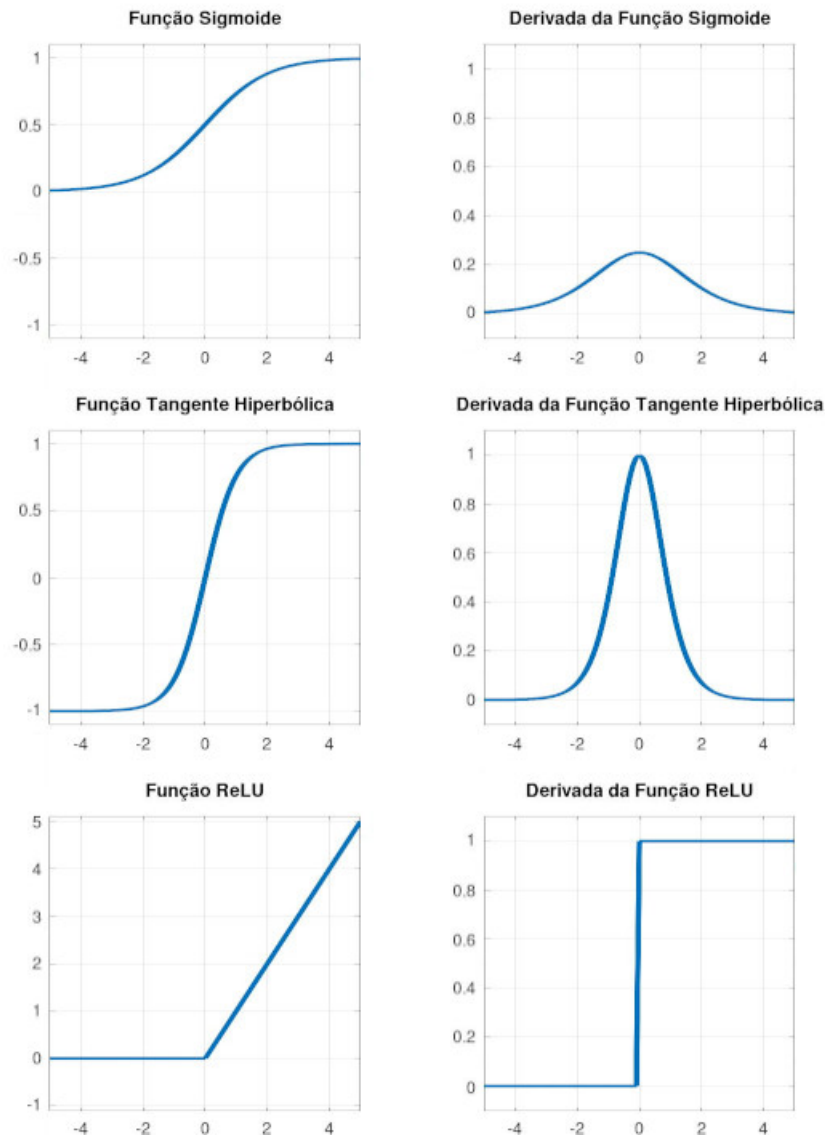 Função Sigmoide
1
0.5
0
-0.5
-1
-4 -2 0 2 4
Derivada da Função Sigmoide
1
0.8
0.6
0.4
0.2
0
-4 -2 0 2 4
Função Tangente Hiperbólica
1
0.5
0
-0.5
-1
-4 -2 0 2 4
Derivada da Função Tangente Hiperbólica
1
0.8
0.6
0.4
0.2
0
-4 -2 0 2 4
Função ReLU
5
4
3
2
1
0
-1
-4 -2 0 2 4
Derivada da Função ReLU
1
0.8
0.6
0.4
0.2
0
-4 -2 0 2 4